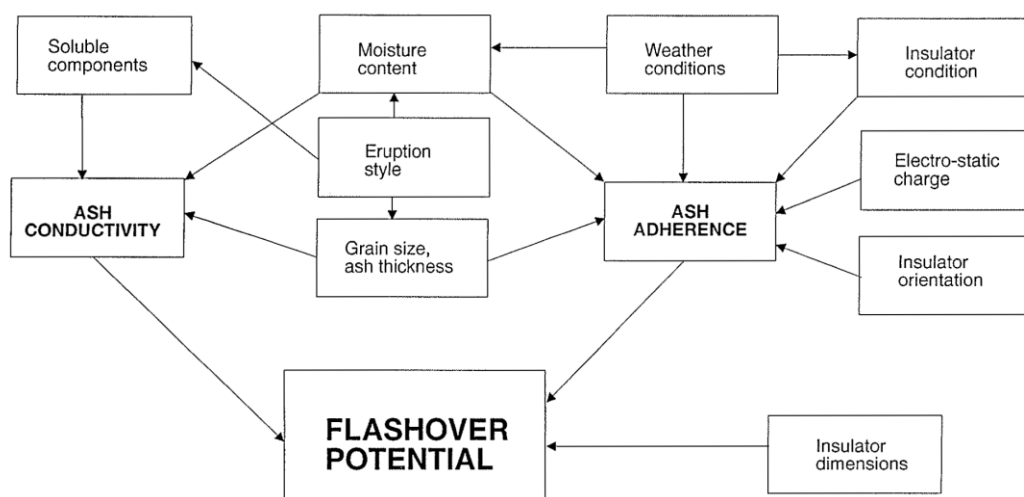 Soluble
components
Moisture
content
Weather
conditions
Insulator
condition
Eruption
style
Electro-static
charge
ASH
CONDUCTIVITY
ASH
ADHERENCE
Grain size,
ash thickness
Insulator
orientation
FLASHOVER
POTENTIAL
Insulator
dimensions